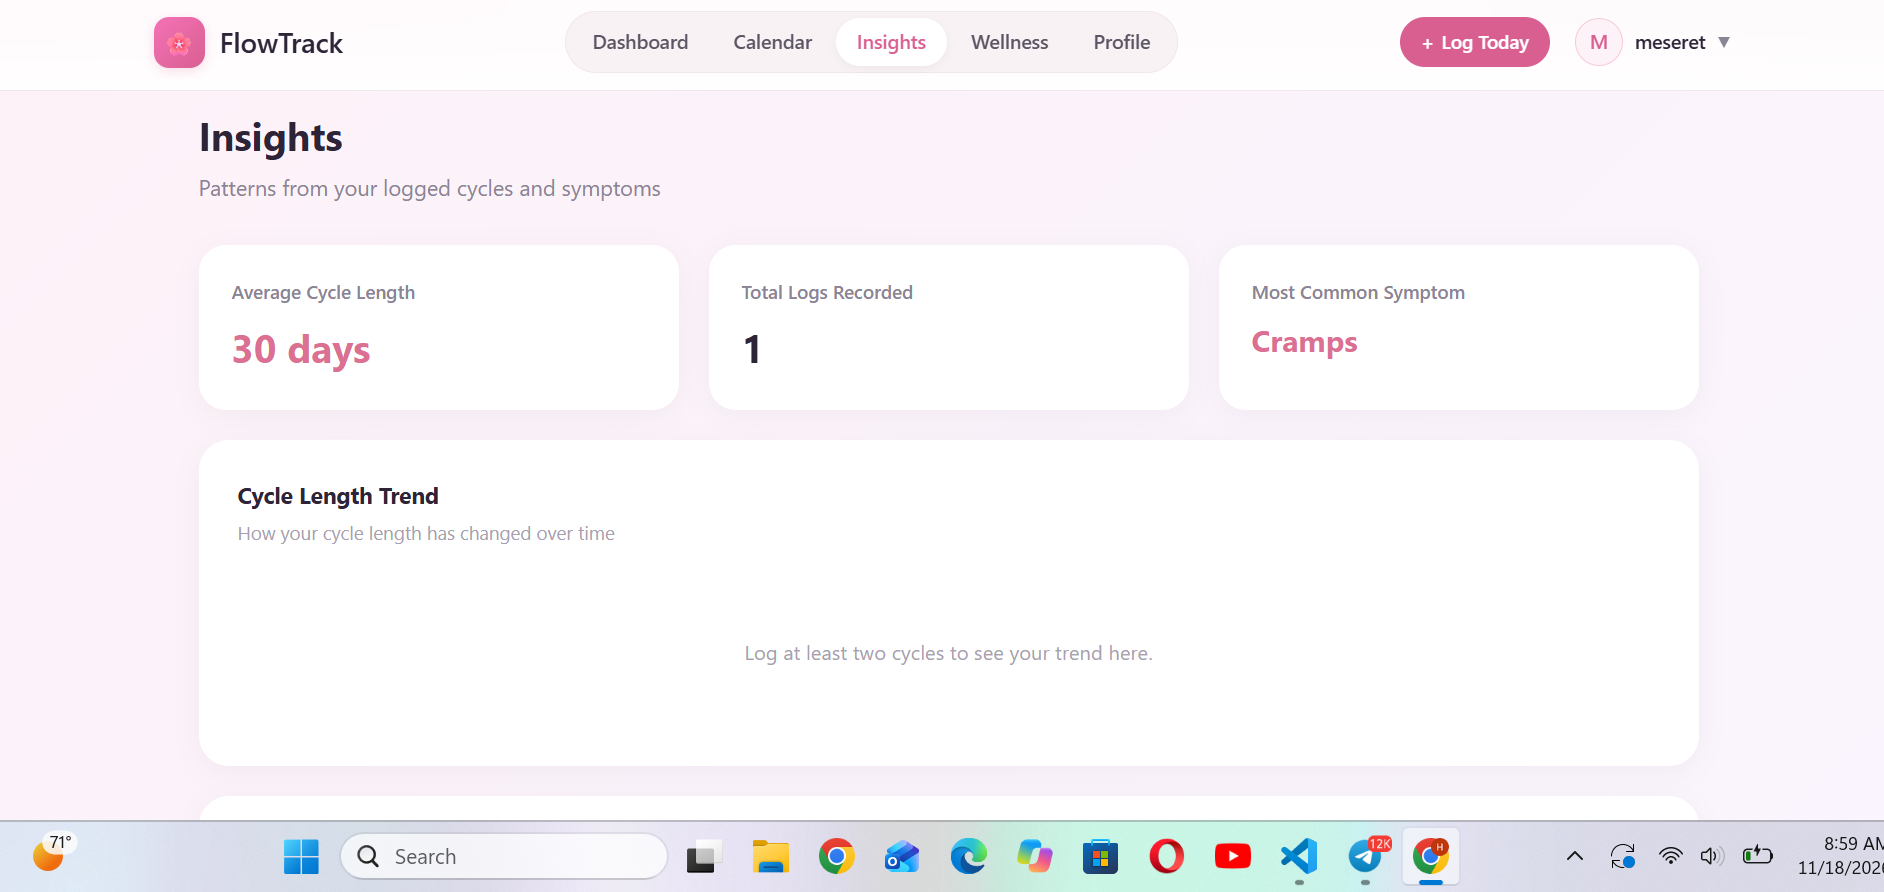 FlowTrack
Dashboard
Calendar
Insights
Wellness
Profile
+ Log Today
M
meseret ▼
Insights
Patterns from your logged cycles and symptoms
Average Cycle Length
30 days
Total Logs Recorded
1
Most Common Symptom
Cramps
Cycle Length Trend
How your cycle length has changed over time
Log at least two cycles to see your trend here.
71°
Search
12K
H
8:59 AM
11/18/202